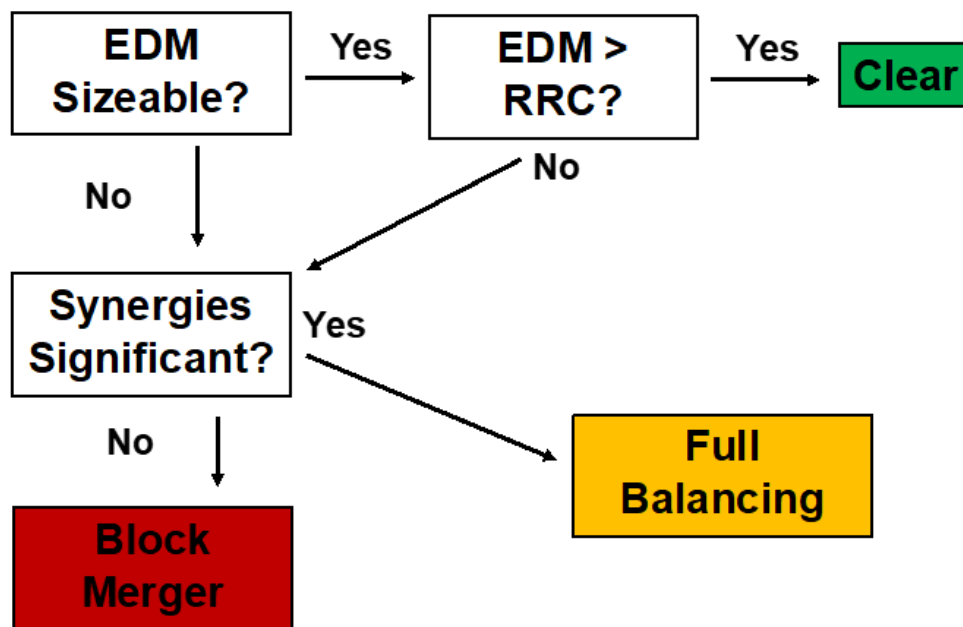 EDM
Sizeable?
Yes
EDM >
RRC?
Yes
Clear
No
No
Synergies
Significant?
Yes
No
Full
Balancing
Block
Merger